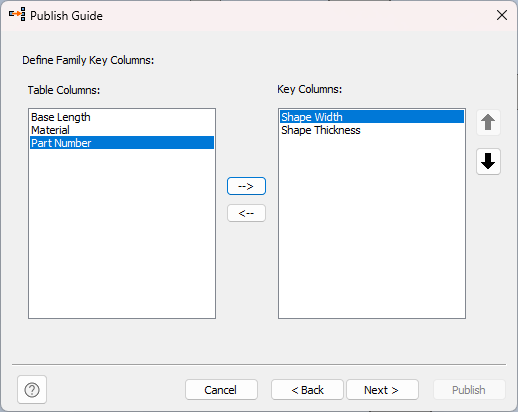 Publish Guide
Define Family Key Columns:
Table Columns:
Key Columns:
Base Length
Material
Part Number
Shape Width
Shape Thickness
-->
<--
?
Cancel
< Back
Next >
Publish